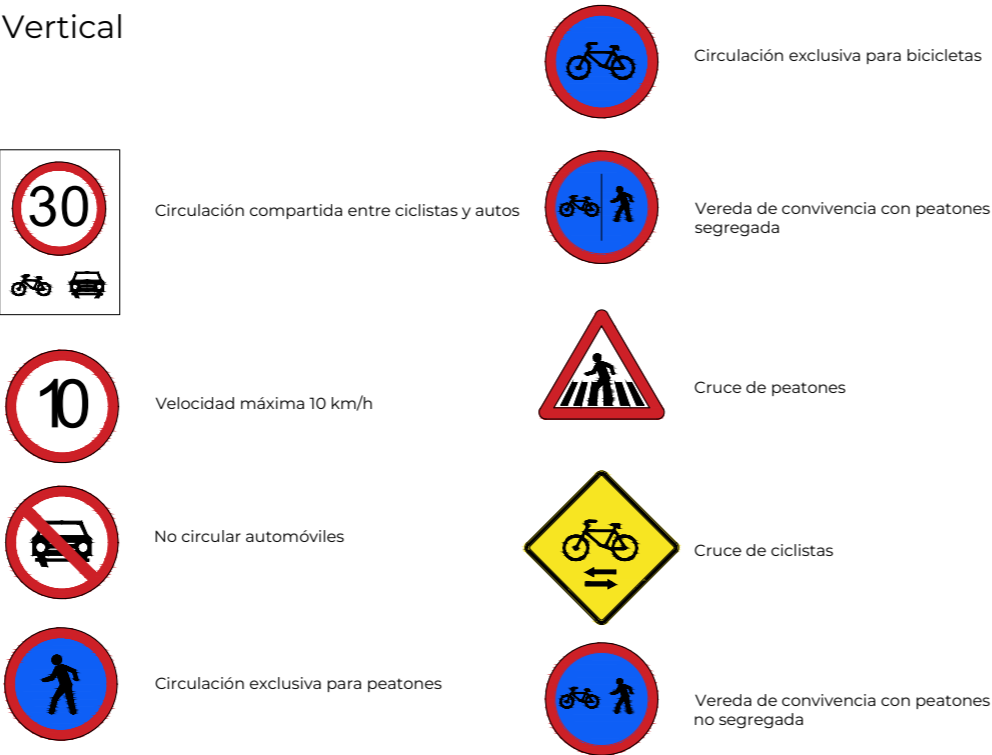 Vertical
30
Circulación compartida entre ciclistas y autos
10
Velocidad máxima 10 km/h
No circular automóviles
Circulación exclusiva para peatones
Circulación exclusiva para bicicletas
Vereda de convivencia con peatones
segregada
Cruce de peatones
Cruce de ciclistas
Vereda de convivencia con peatones
no segregada